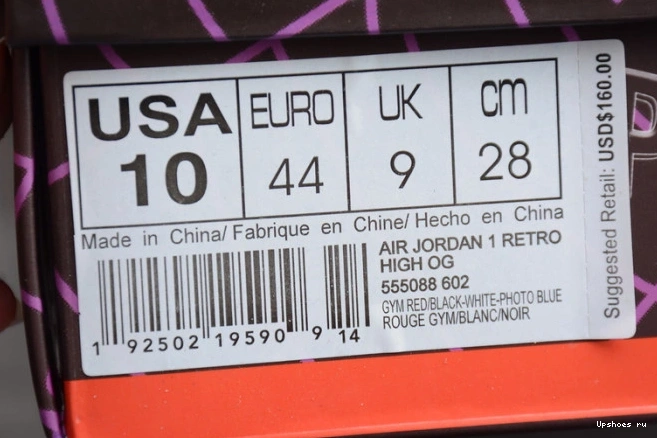 USA EURO UK cm
10 44 9 28
Made in China/ Fabrique en Chine/ Hecho en China
AIR JORDAN 1 RETRO
HIGH OG
555088 602
GYM RED/BLACK-WHITE-PHOTO BLUE
ROUGE GYM/BLANC/NOIR
1 92502 19590 9 14
Suggested Retail: USD$160.00
Upshoes ru